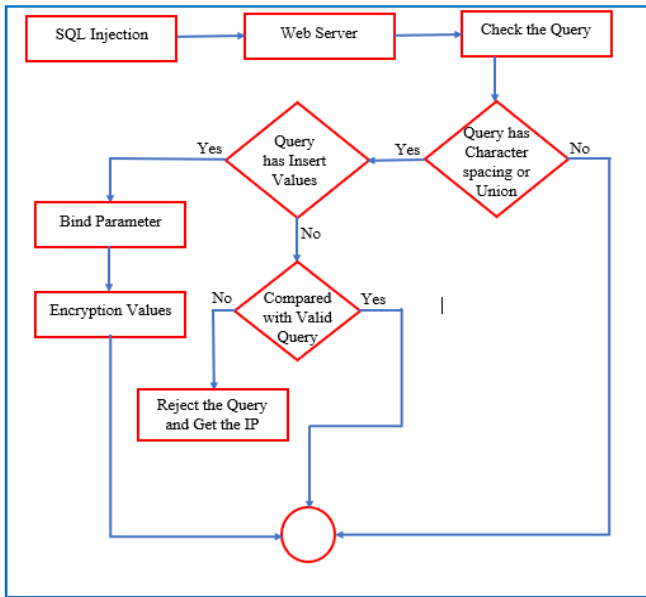 SQL Injection
Web Server
Check the Query
Query has
Character
spacing or
Union
Yes
No
Query
has Insert
Values
Yes
No
Bind Parameter
Encryption Values
Compared
with Valid
Query
No
Yes
Reject the Query
and Get the IP